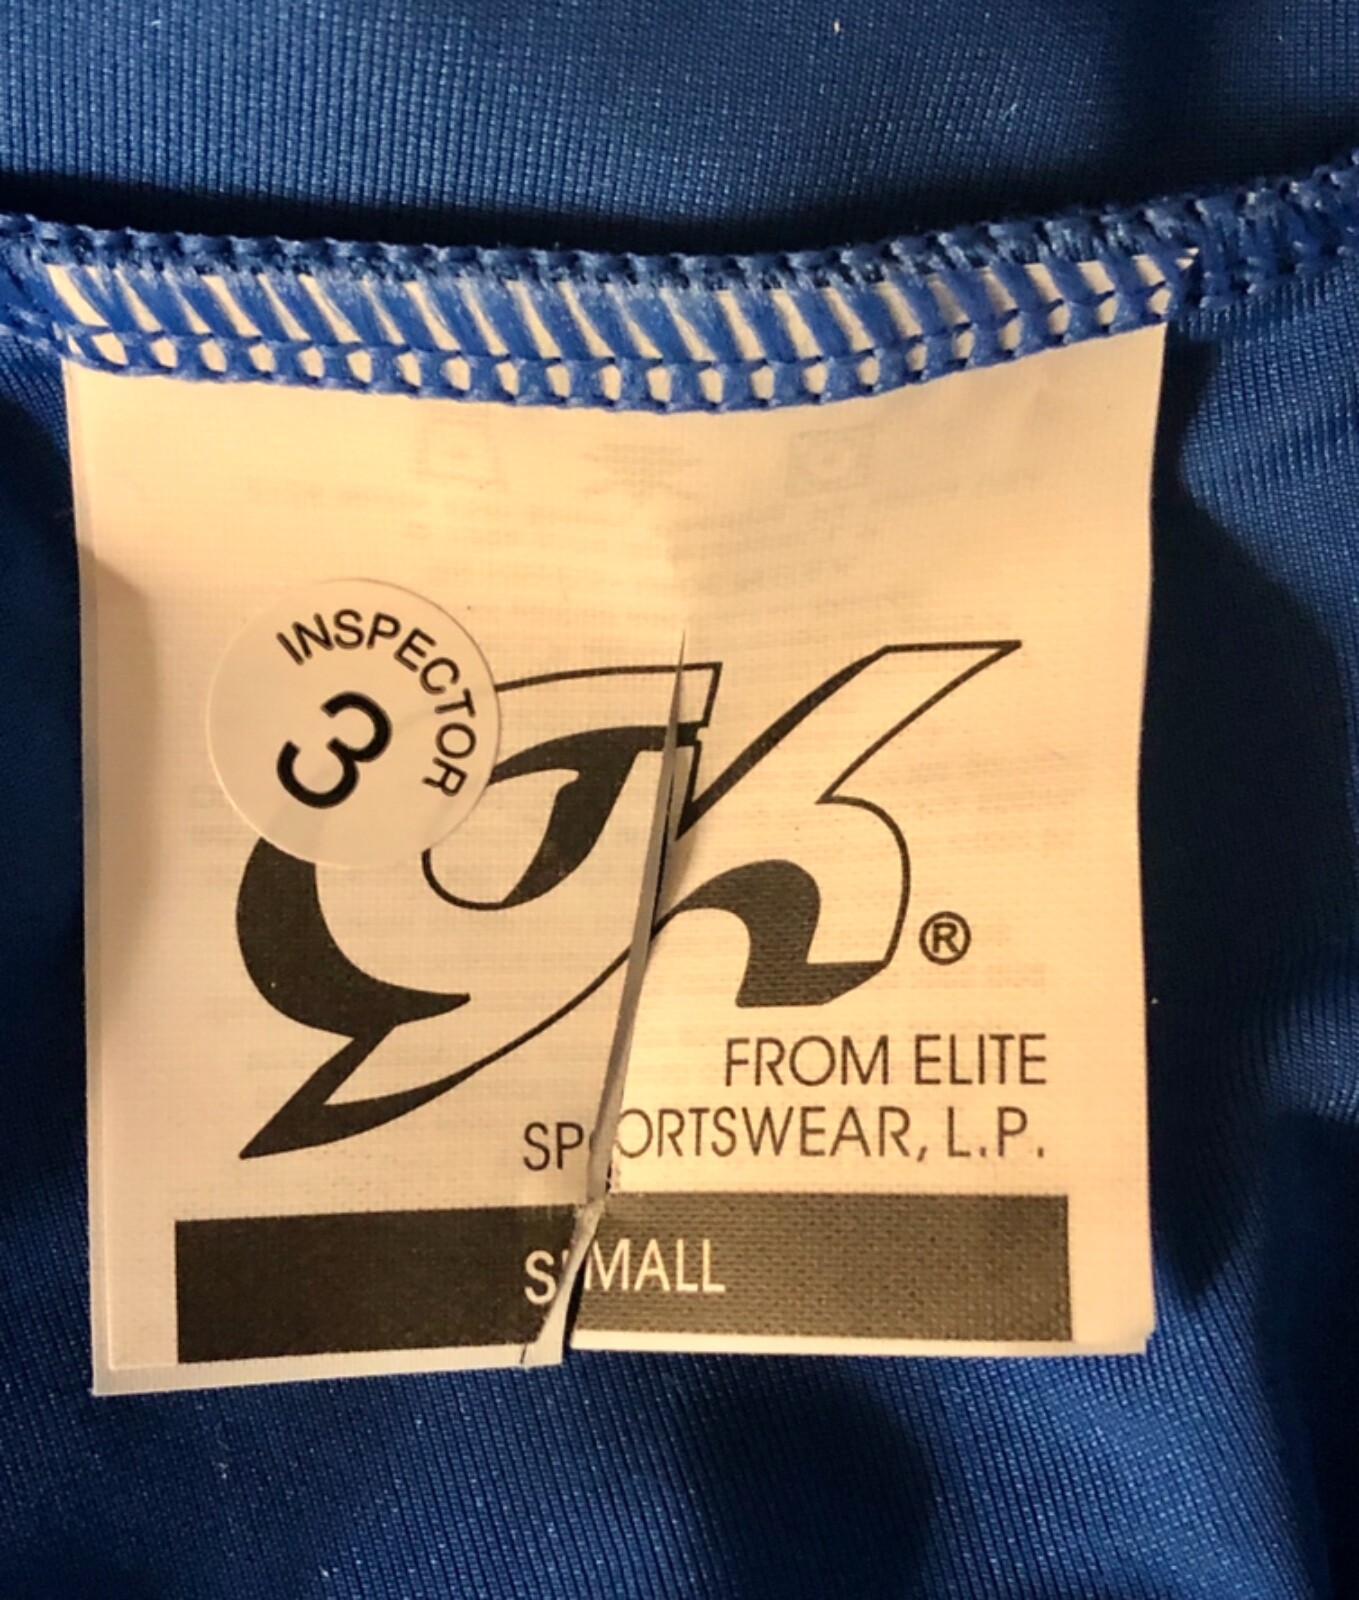 INSPECTOR
3
GK®
FROM ELITE
SPORTSWEAR, L.P.
SMALL